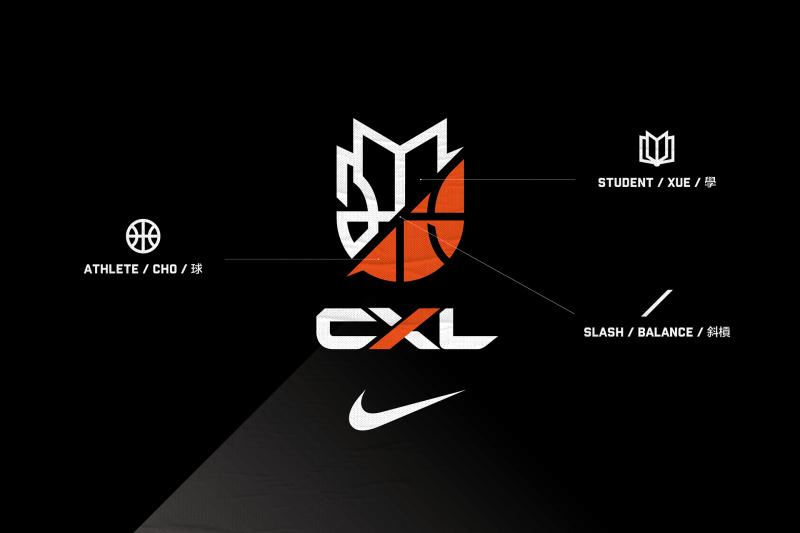 STUDENT / XUE / 學
ATHLETE / CHO / 球
CXL
SLASH / BALANCE / 斜槓